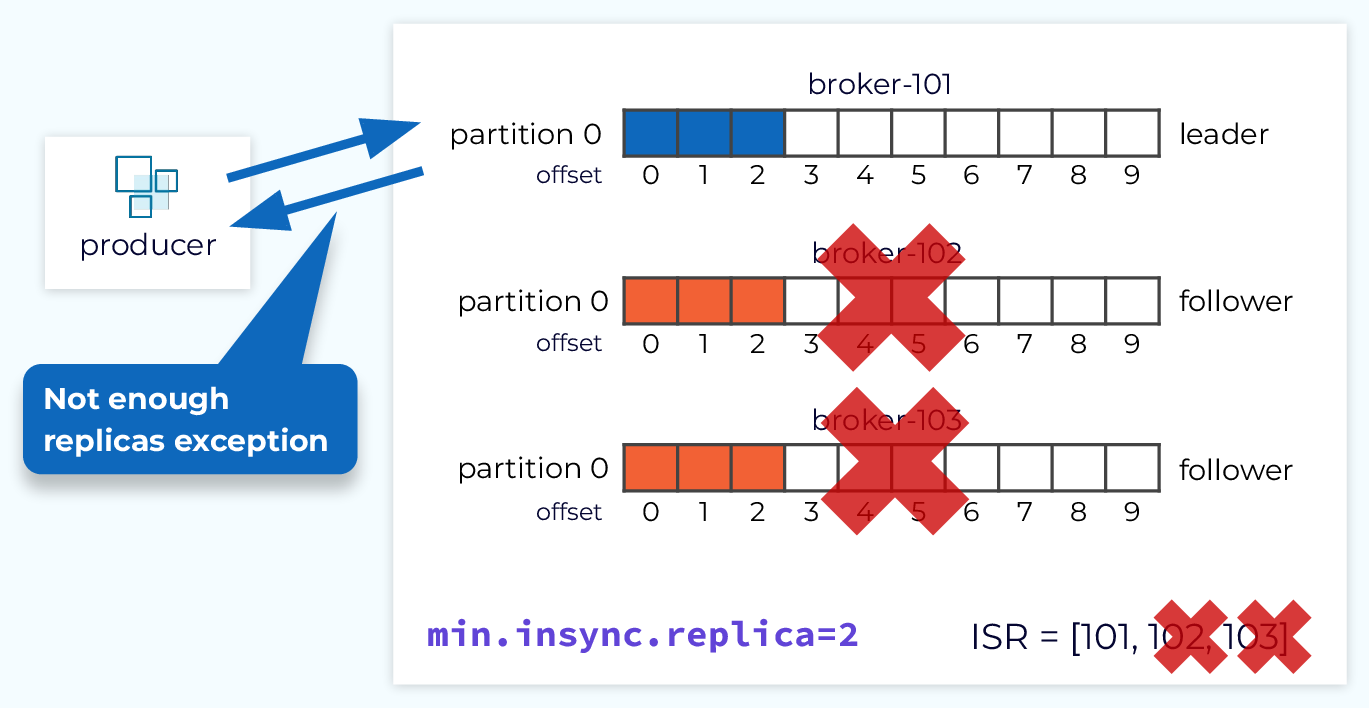 broker-101
partition 0
leader
offset 0 1 2 3 4 5 6 7 8 9
producer
broker-102
partition 0
follower
offset 0 1 2 3 4 5 6 7 8 9
Not enough
replicas exception
broker-103
partition 0
follower
offset 0 1 2 3 4 5 6 7 8 9
min.insync.replica=2
ISR = [101, 102, 103]